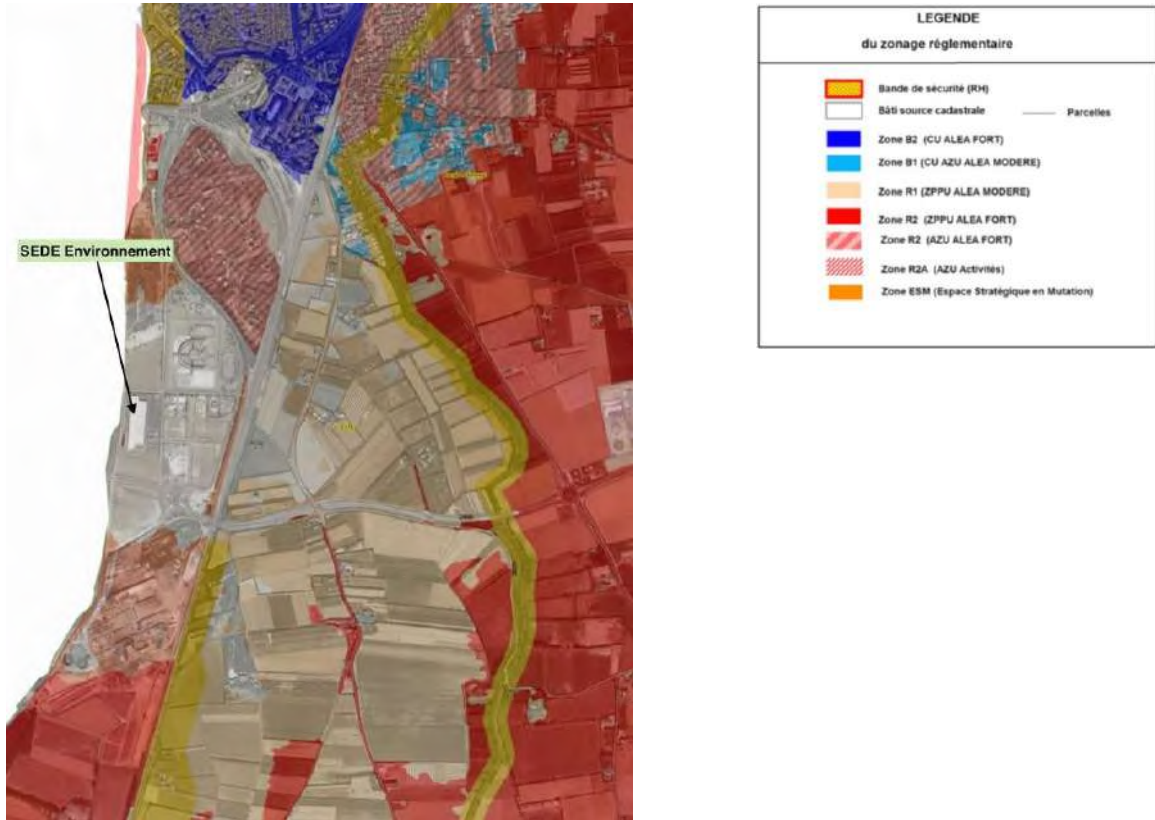 SEDE Environnement
LEGENDE
du zonage réglementaire
Bande de sécurité (RH)
Bâti source cadastrale
Parcelles
Zone B2 (CU ALEA FORT)
Zone B1 (CU AZU ALEA MODERE)
Zone R1 (ZPPU ALEA MODERE)
Zone R2 (ZPPU ALEA FORT)
Zone R2 (AZU ALEA FORT)
Zone R2A (AZU Activités)
Zone ESM (Espace Stratégique en Mutation)